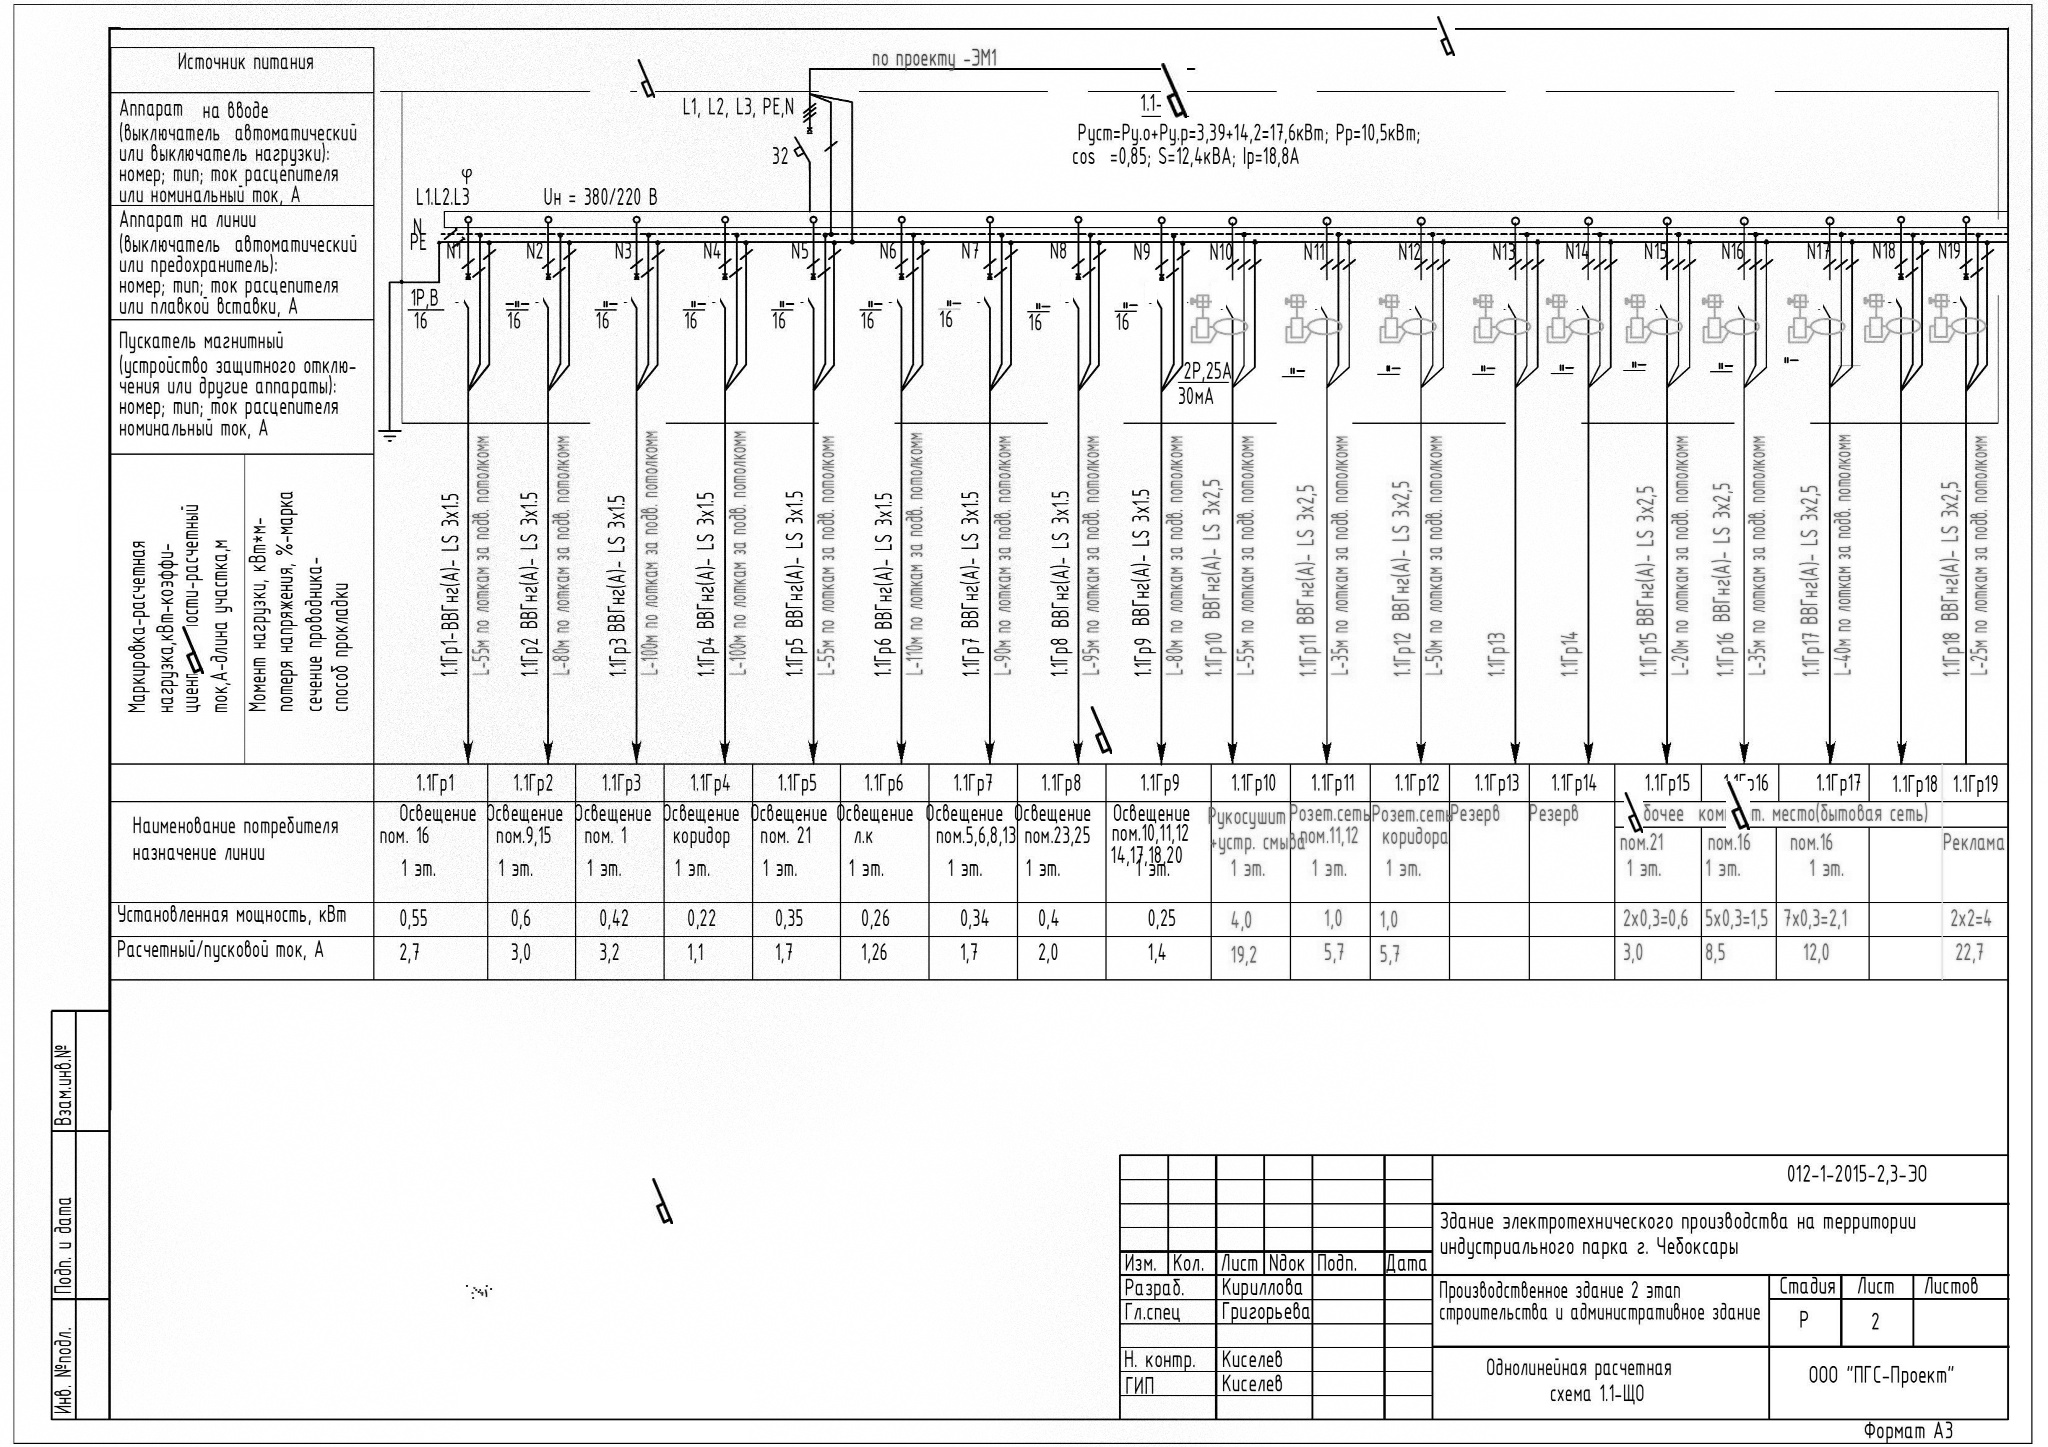 Источник питания
Аппарат на вводе
(выключатель автоматический
или выключатель нагрузки):
номер; тип; ток расцепителя
или номинальный ток, А
Аппарат на линии
(выключатель автоматический
или предохранитель):
номер; тип; ток расцепителя
или плавкой вставки, А
Пускатель магнитный
(устройство защитного отклю-
чения или другие аппараты):
номер; тип; ток расцепителя
номинальный ток, А
Маркировка-расчетная
нагрузка,кВт-коэффи-
циент лости-расчетный
ток,А-длина участка,м
Момент нагрузки, кВт*м-
потеря напряжения, %-марка
сечение проводника-
способ прокладки
по проекту -ЭМ1
L1, L2, L3, PE,N
32
1.1-
Руст=Ру.о+Ру.р=3,39+14,2=17,6кВт; Рр=10,5кВт;
cos =0,85; S=12,4кВА; Iр=18,8А
φ
L1.L2.L3
Uн = 380/220 В
N
PE
N1 N2 N3 N4 N5 N6 N7 N8 N9 N10 N11 N12 N13 N14 N15 N16 N17 N18 N19
1Р,В
16
16 16 16 16 16 16 16 16
2Р,25А
30мА
1.1Гр1-ВВГнг(А)- LS 3х1.5
L-55м по лоткам за подв. потолкомм
1.1Гр2 ВВГнг(А)- LS 3х1.5
L-80м по лоткам за подв. потолкомм
1.1Гр3 ВВГнг(А)- LS 3х1.5
L-100м по лоткам за подв. потолкомм
1.1Гр4 ВВГнг(А)- LS 3х1.5
L-100м по лоткам за подв. потолкомм
1.1Гр5 ВВГнг(А)- LS 3х1.5
L-55м по лоткам за подв. потолкомм
1.1Гр6 ВВГнг(А)- LS 3х1.5
L-110м по лоткам за подв. потолкомм
1.1Гр7 ВВГнг(А)- LS 3х1.5
L-90м по лоткам за подв. потолкомм
1.1Гр8 ВВГнг(А)- LS 3х1.5
L-95м по лоткам за подв. потолкомм
1.1Гр9 ВВГнг(А)- LS 3х1.5
L-80м по лоткам за подв. потолкомм
1.1Гр10 ВВГнг(А)- LS 3х2,5
L-55м по лоткам за подв. потолкомм
1.1Гр11 ВВГнг(А)- LS 3х2,5
L-35м по лоткам за подв. потолкомм
1.1Гр12 ВВГнг(А)- LS 3х2,5
L-50м по лоткам за подв. потолкомм
1.1Гр13
1.1Гр14
1.1Гр15 ВВГнг(А)- LS 3х2,5
L-20м по лоткам за подв. потолкомм
1.1Гр16 ВВГнг(А)- LS 3х2,5
L-35м по лоткам за подв. потолкомм
1.1Гр17 ВВГнг(А)- LS 3х2,5
L-40м по лоткам за подв. потолкомм
1.1Гр18 ВВГнг(А)- LS 3х2,5
L-25м по лоткам за подв. потолкомм
1.1Гр1 1.1Гр2 1.1Гр3 1.1Гр4 1.1Гр5 1.1Гр6 1.1Гр7 1.1Гр8 1.1Гр9 1.1Гр10 1.1Гр11 1.1Гр12 1.1Гр13 1.1Гр14 1.1Гр15 1.1Гр16 1.1Гр17 1.1Гр18 1.1Гр19
Наименование потребителя
назначение линии
Освещение
пом. 16
1 эт.
Освещение
пом.9,15
1 эт.
Освещение
пом. 1
1 эт.
Освещение
коридор
1 эт.
Освещение
пом. 21
1 эт.
Освещение
л.к
1 эт.
Освещение
пом.5,6,8,13
1 эт.
Освещение
пом.23,25
1 эт.
Освещение
пом.10,11,12
14,17,18,20
1 эт.
Рукосушит
+устр. смыва
1 эт.
Розет.сеть
пом.11,12
1 эт.
Розет.сеть
коридора
1 эт.
Резерв
Резерв
бочее ком т. место(бытовая сеть)
пом.21
1 эт.
пом.16
1 эт.
пом.16
1 эт.
Реклама
Установленная мощность, кВт 0,55 0,6 0,42 0,22 0,35 0,26 0,34 0,4 0,25 4,0 1,0 1,0 2х0,3=0,6 5х0,3=1,5 7х0,3=2,1 2х2=4
Расчетный/пусковой ток, А 2,7 3,0 3,2 1,1 1,7 1,26 1,7 2,0 1,4 19,2 5,7 5,7 3,0 8,5 12,0 22,7
Взам.инв.№
Подп. и дата
Инв. №подл.
012-1-2015-2,3-ЭО
Здание электротехнического производства на территории
индустриального парка г. Чебоксары
Изм. Кол. Лист Nдок Подп. Дата
Разраб. Кириллова
Гл.спец Григорьева
Н. контр. Киселев
ГИП Киселев
Производственное здание 2 этап
строительства и административное здание
Стадия Лист Листов
Р 2
Однолинейная расчетная
схема 1.1-ЩО
ООО "ПГС-Проект"
Формат А3